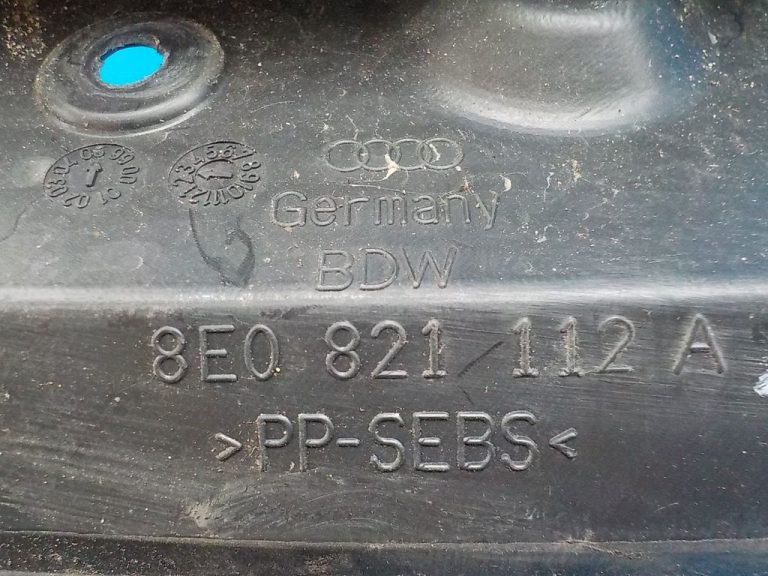 Germany
BDW
8E0 821 112 A
>PP-SEBS<